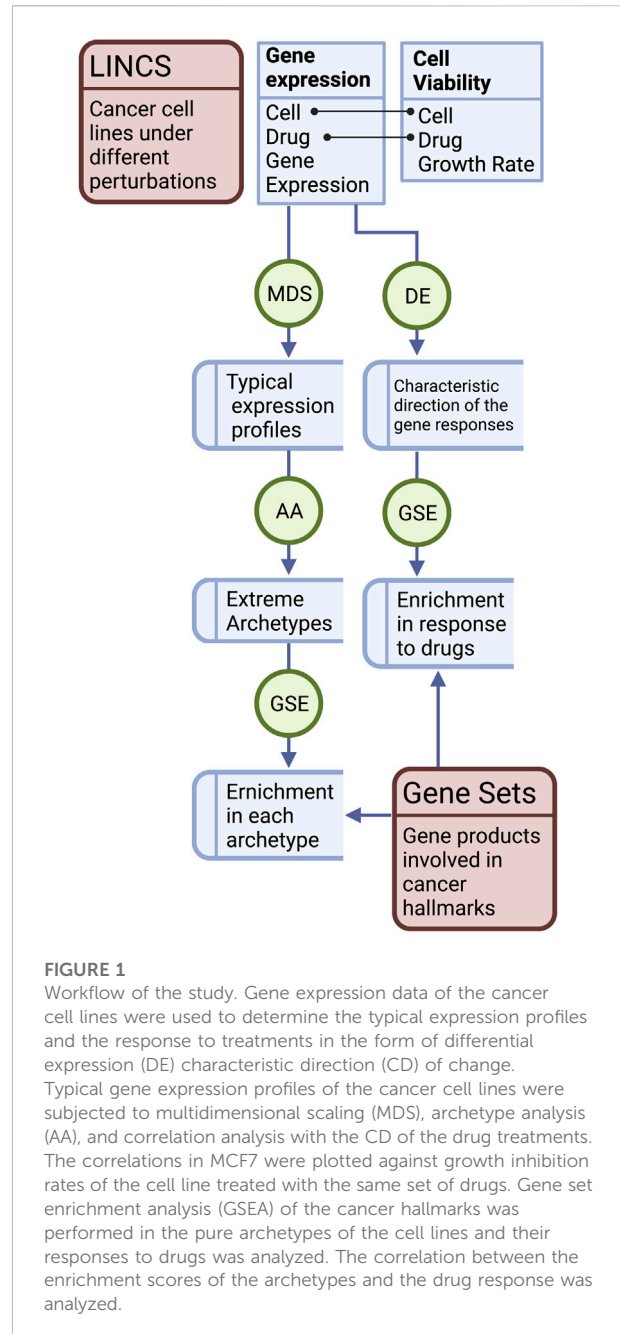 LINCS
Cancer cell
lines under
different
perturbations
Gene
expression
Cell
Drug
Gene
Expression
Cell
Viability
Cell
Drug
Growth Rate
MDS
DE
Typical
expression
profiles
Characteristic
direction of the
gene responses
AA
GSE
Extreme
Archetypes
Enrichment
in response
to drugs
GSE
Ernichment
in each
archetype
Gene Sets
Gene products
involved in
cancer
hallmarks
FIGURE 1
Workflow of the study. Gene expression data of the cancer
cell lines were used to determine the typical expression profiles
and the response to treatments in the form of differential
expression (DE) characteristic direction (CD) of change.
Typical gene expression profiles of the cancer cell lines were
subjected to multidimensional scaling (MDS), archetype analysis
(AA), and correlation analysis with the CD of the drug treatments.
The correlations in MCF7 were plotted against growth inhibition
rates of the cell line treated with the same set of drugs. Gene set
enrichment analysis (GSEA) of the cancer hallmarks was
performed in the pure archetypes of the cell lines and their
responses to drugs was analyzed. The correlation between the
enrichment scores of the archetypes and the drug response was
analyzed.